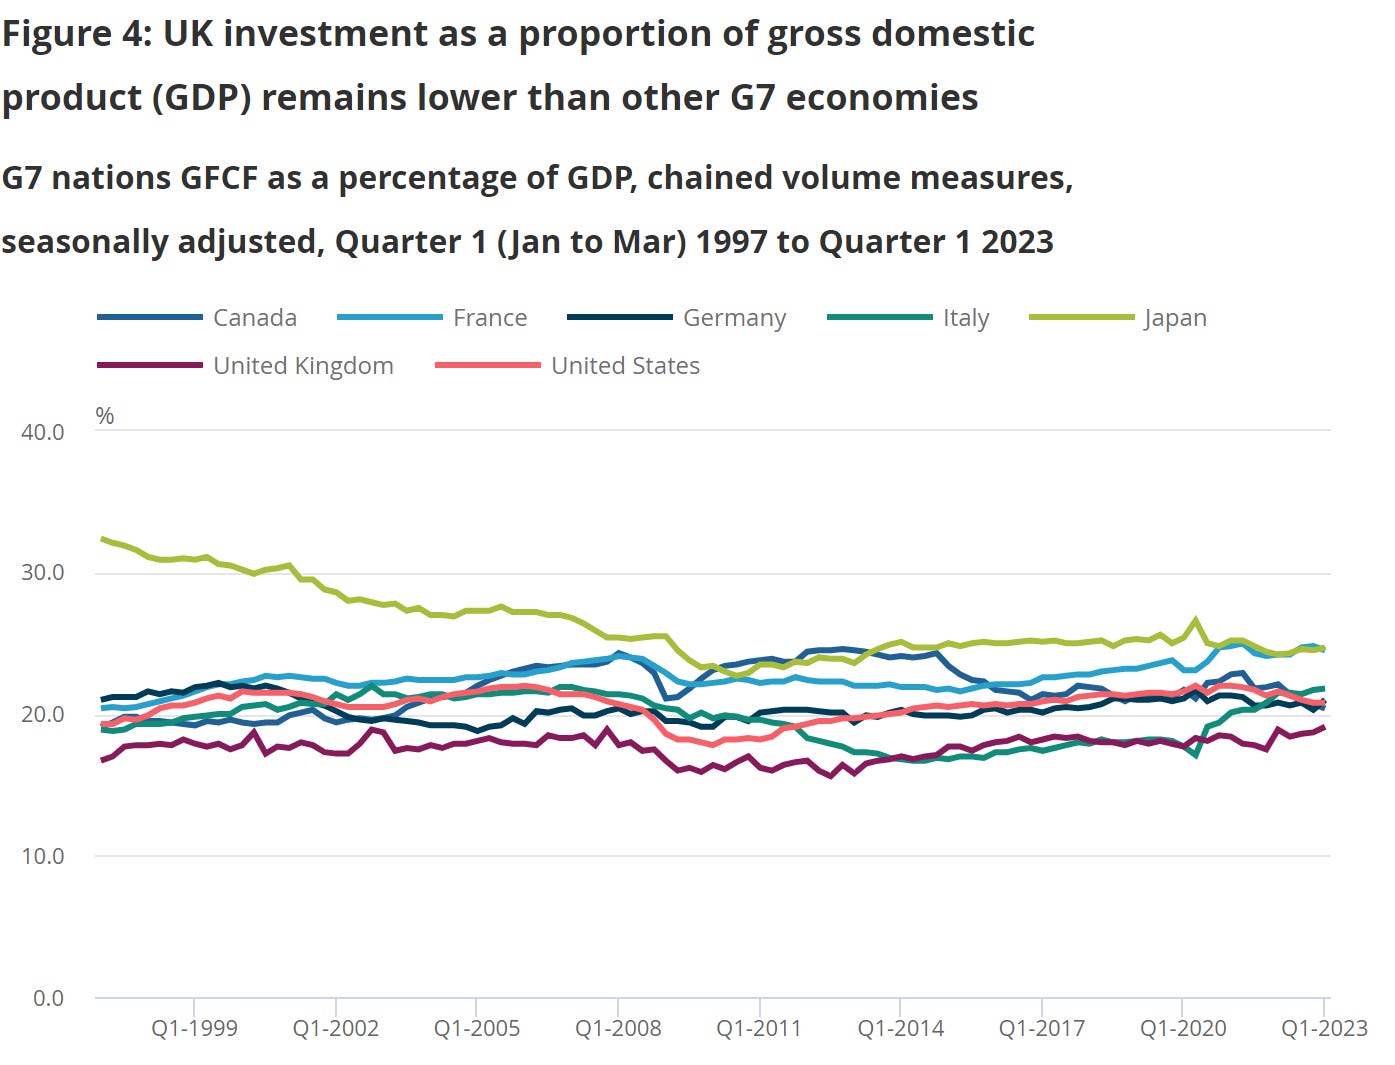 Figure 4: UK investment as a proportion of gross domestic
product (GDP) remains lower than other G7 economies
G7 nations GFCF as a percentage of GDP, chained volume measures,
seasonally adjusted, Quarter 1 (Jan to Mar) 1997 to Quarter 1 2023
Canada France Germany Italy Japan
United Kingdom United States
%
40.0
30.0
20.0
10.0
0.0
Q1-1999 Q1-2002 Q1-2005 Q1-2008 Q1-2011 Q1-2014 Q1-2017 Q1-2020 Q1-2023